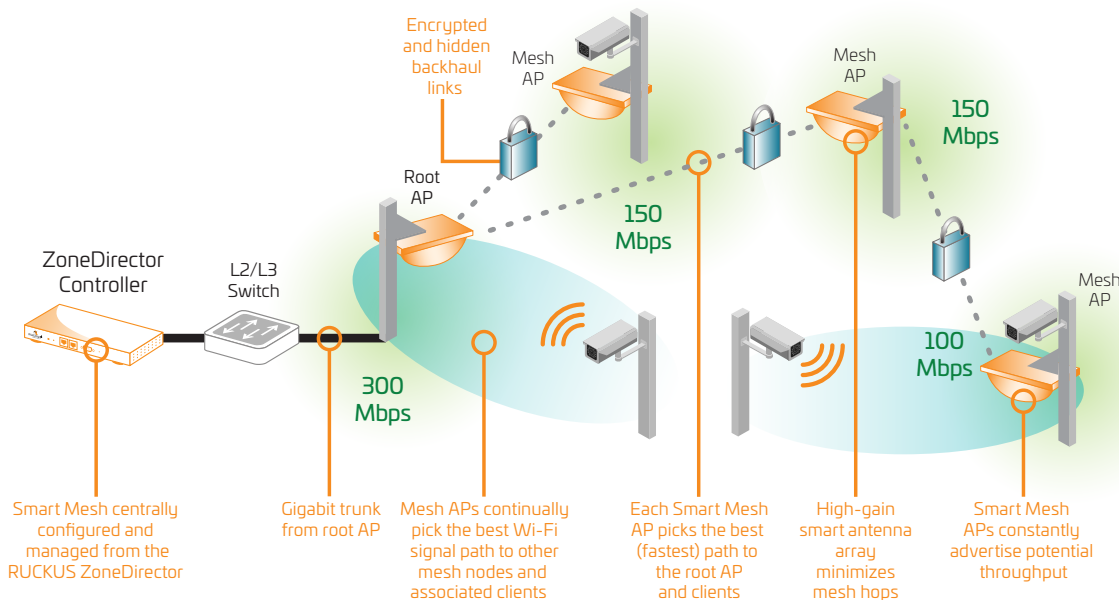 Encrypted
and hidden
backhaul
links
Mesh
AP
Mesh
AP
150
Mbps
Root
AP
150
Mbps
ZoneDirector
Controller
L2/L3
Switch
Mesh
AP
100
Mbps
300
Mbps
Smart Mesh centrally
configured and
managed from the
RUCKUS ZoneDirector
Gigabit trunk
from root AP
Mesh APs continually
pick the best Wi-Fi
signal path to other
mesh nodes and
associated clients
Each Smart Mesh
AP picks the best
(fastest) path to
the root AP
and clients
High-gain
smart antenna
array
minimizes
mesh hops
Smart Mesh
APs constantly
advertise potential
throughput